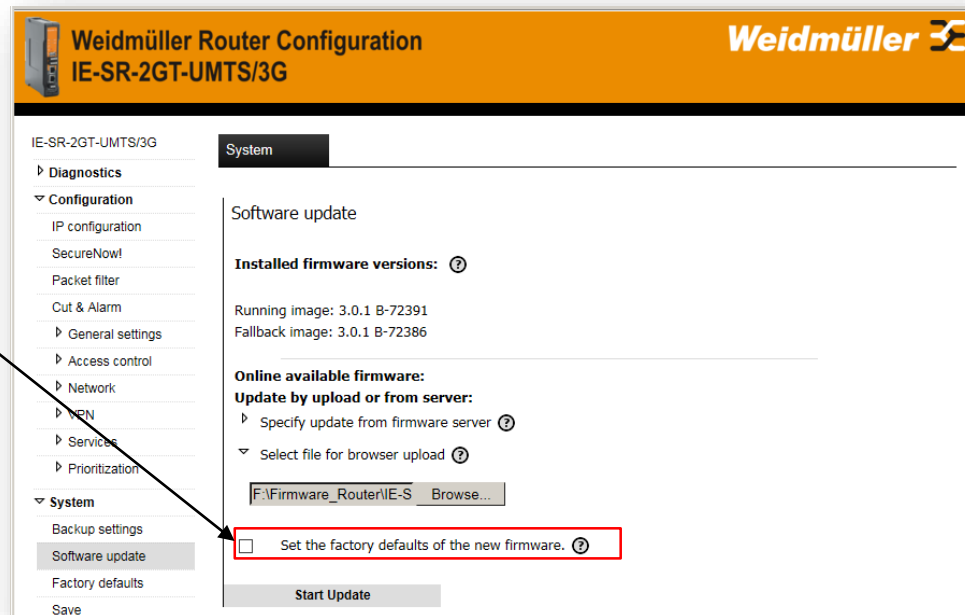 Weidmüller Router Configuration
IE-SR-2GT-UMTS/3G
Weidmüller
IE-SR-2GT-UMTS/3G
Diagnostics
Configuration
IP configuration
SecureNow!
Packet filter
Cut & Alarm
General settings
Access control
Network
VPN
Services
Prioritization
System
Backup settings
Software update
Factory defaults
Save
System
Software update
Installed firmware versions: ?
Running image: 3.0.1 B-72391
Fallback image: 3.0.1 B-72386
Online available firmware:
Update by upload or from server:
Specify update from firmware server ?
Select file for browser upload ?
F:\Firmware_Router\IE-S Browse...
Set the factory defaults of the new firmware. ?
Start Update